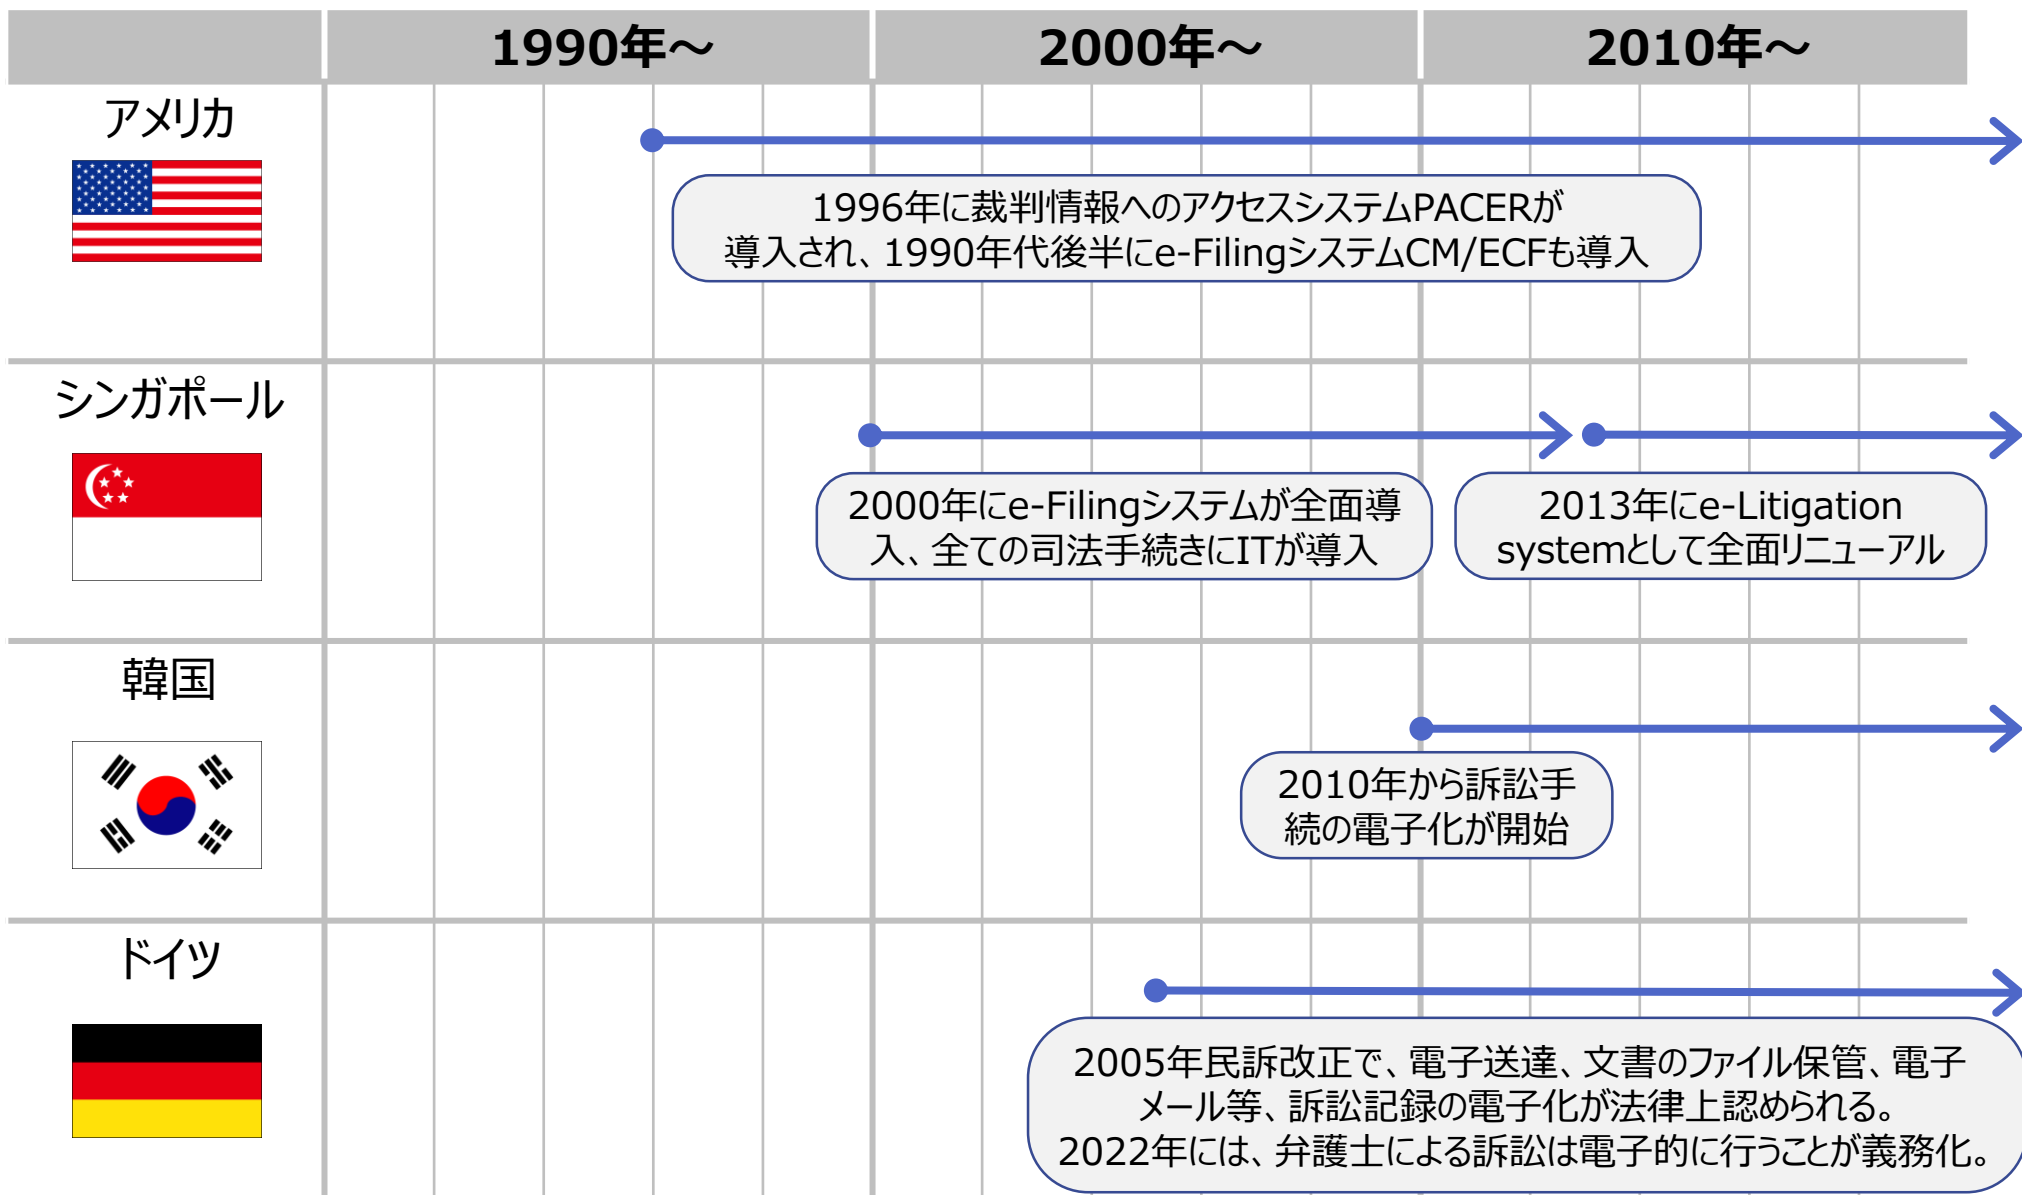 1990年～
2000年～
2010年～
アメリカ
1996年に裁判情報へのアクセスシステムPACERが
導入され、1990年代後半にe-FilingシステムCM/ECFも導入
シンガポール
2000年にe-Filingシステムが全面導
入、全ての司法手続きにITが導入
2013年にe-Litigation
systemとして全面リニューアル
韓国
2010年から訴訟手
続の電子化が開始
ドイツ
2005年民訴改正で、電子送達、文書のファイル保管、電子
メール等、訴訟記録の電子化が法律上認められる。
2022年には、弁護士による訴訟は電子的に行うことが義務化。